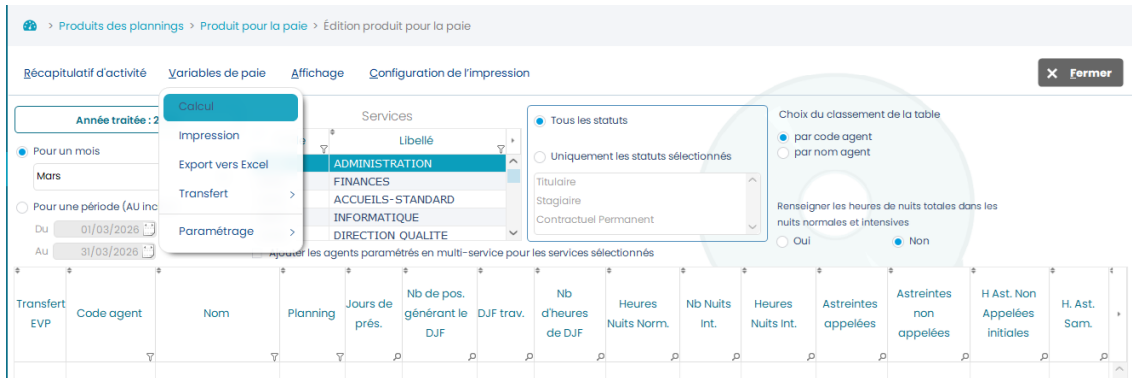 > Produits des plannings > Produit pour la paie > Édition produit pour la paie
Récapitulatif d'activité Variables de paie Affichage Configuration de l'impression
X Fermer
Année traitée : 2
Pour un mois
Mars
Pour une période (AU inc
Du 01/03/2026
Au 31/03/2026
Calcul
Impression
Export vers Excel
Transfert >
Paramétrage >
Services
Libellé
ADMINISTRATION
FINANCES
ACCUEILS-STANDARD
INFORMATIQUE
DIRECTION QUALITE
Ajouter les agents paramétrés en multi-service pour les services sélectionnés
Tous les statuts
Uniquement les statuts sélectionnés
Titulaire
Stagiaire
Contractuel Permanent
Choix du classement de la table
par code agent
par nom agent
Renseigner les heures de nuits totales dans les
nuits normales et intensives
Oui Non
Transfert EVP
Code agent
Nom
Planning
Jours de prés.
Nb de pos. générant le DJF
DJF trav.
Nb d'heures de DJF
Heures Nuits Norm.
Nb Nuits Int.
Heures Nuits Int.
Astreintes appelées
Astreintes non appelées
H Ast. Non Appelées initiales
H. Ast. Sam.